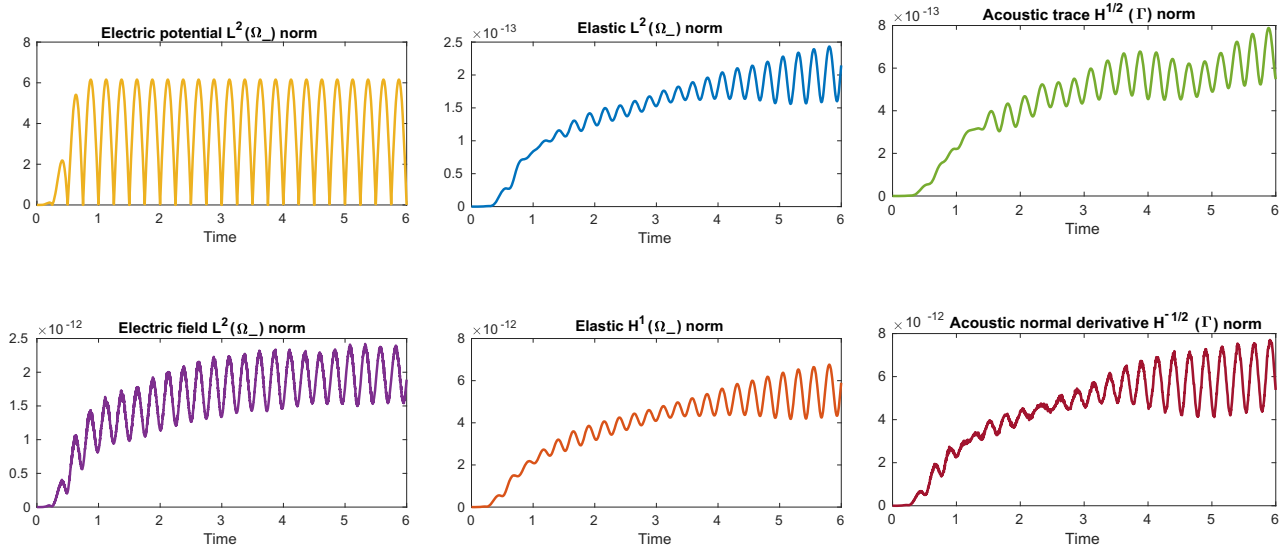 Electric potential L² (Ω_) norm
8
6
4
2
0
0 1 2 3 4 5 6
Time
×10⁻¹³
Elastic L² (Ω_) norm
2.5
2
1.5
1
0.5
0
0 1 2 3 4 5 6
Time
×10⁻¹³
Acoustic trace H^{1/2} (Γ) norm
8
6
4
2
0
0 1 2 3 4 5 6
Time
×10⁻¹²
Electric field L² (Ω_) norm
2.5
2
1.5
1
0.5
0
0 1 2 3 4 5 6
Time
×10⁻¹²
Elastic H¹ (Ω_) norm
8
6
4
2
0
0 1 2 3 4 5 6
Time
×10⁻¹²
Acoustic normal derivative H^{-1/2} (Γ) norm
8
6
4
2
0
0 1 2 3 4 5 6
Time